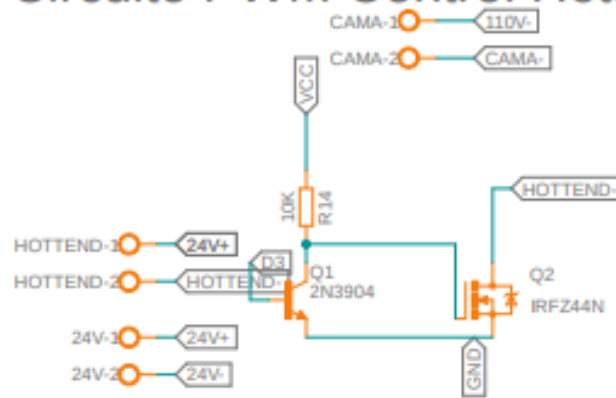 CAMA-1 110V-
CAMA-2 CAMA-
VCC
10K
R14
HOTTEND-
HOTTEND-1 24V+
D3
HOTTEND-2 HOTTEND-
Q1
2N3904
Q2
IRFZ44N
24V-1 24V+
24V-2 24V-
GND